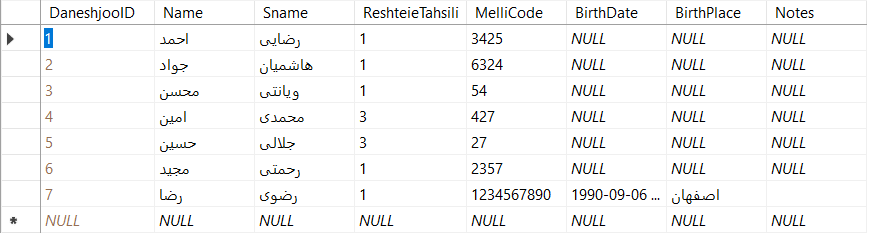 DaneshjooID Name Sname ReshteieTahsili MelliCode BirthDate BirthPlace Notes
1 احمد رضایی 1 3425 NULL NULL NULL
2 جواد هاشمیان 1 6324 NULL NULL NULL
3 محسن ویانتی 1 54 NULL NULL NULL
4 امین محمدی 3 427 NULL NULL NULL
5 حسین جلالی 3 27 NULL NULL NULL
6 مجید رحمتی 1 2357 NULL NULL NULL
7 رضا رضوی 1 1234567890 1990-09-06 ... اصفهان
NULL NULL NULL NULL NULL NULL NULL NULL